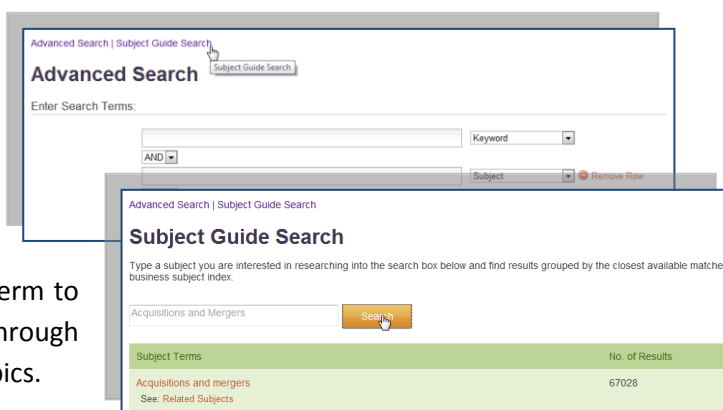 Advanced Search | Subject Guide Search
Subject Guide Search
Advanced Search
Enter Search Terms:
Keyword
AND
Subject
Remove Row
Advanced Search | Subject Guide Search
Subject Guide Search
Type a subject you are interested in researching into the search box below and find results grouped by the closest available matche
business subject index.
Acquisitions and Mergers
Search
Subject Terms
No. of Results
Acquisitions and mergers
67028
See: Related Subjects
erm to
hrough
pics.